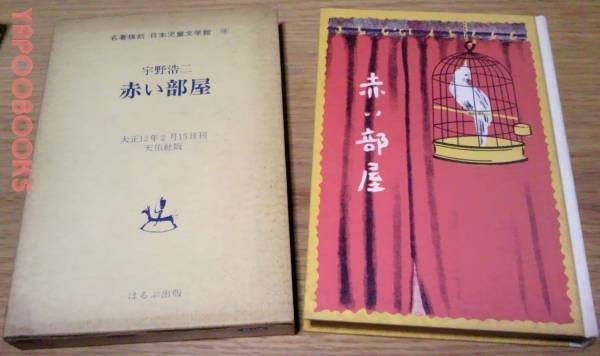 名著複刻 日本児童文学館
宇野浩二
赤い部屋
大正12年2月15日刊
天佑社版
ほるぷ出版
赤い部屋
YNPOOBOOKS